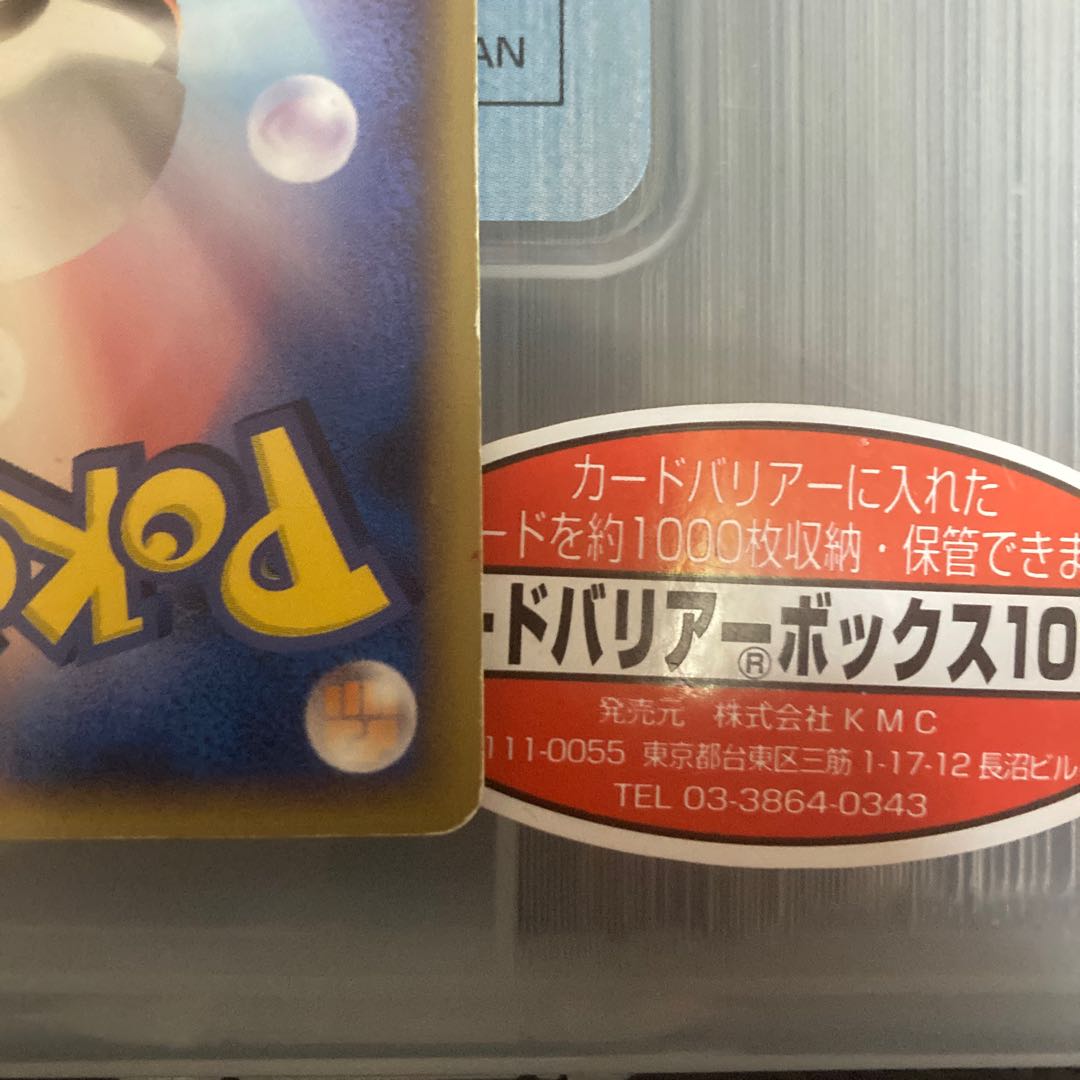 AN
カードバリアーに入れた
ードを約1000枚収納・保管できま
ードバリアー®ボックス10
発売元 株式会社KMC
111-0055 東京都台東区三筋1-17-12長沼ビル
TEL 03-3864-0343
POK